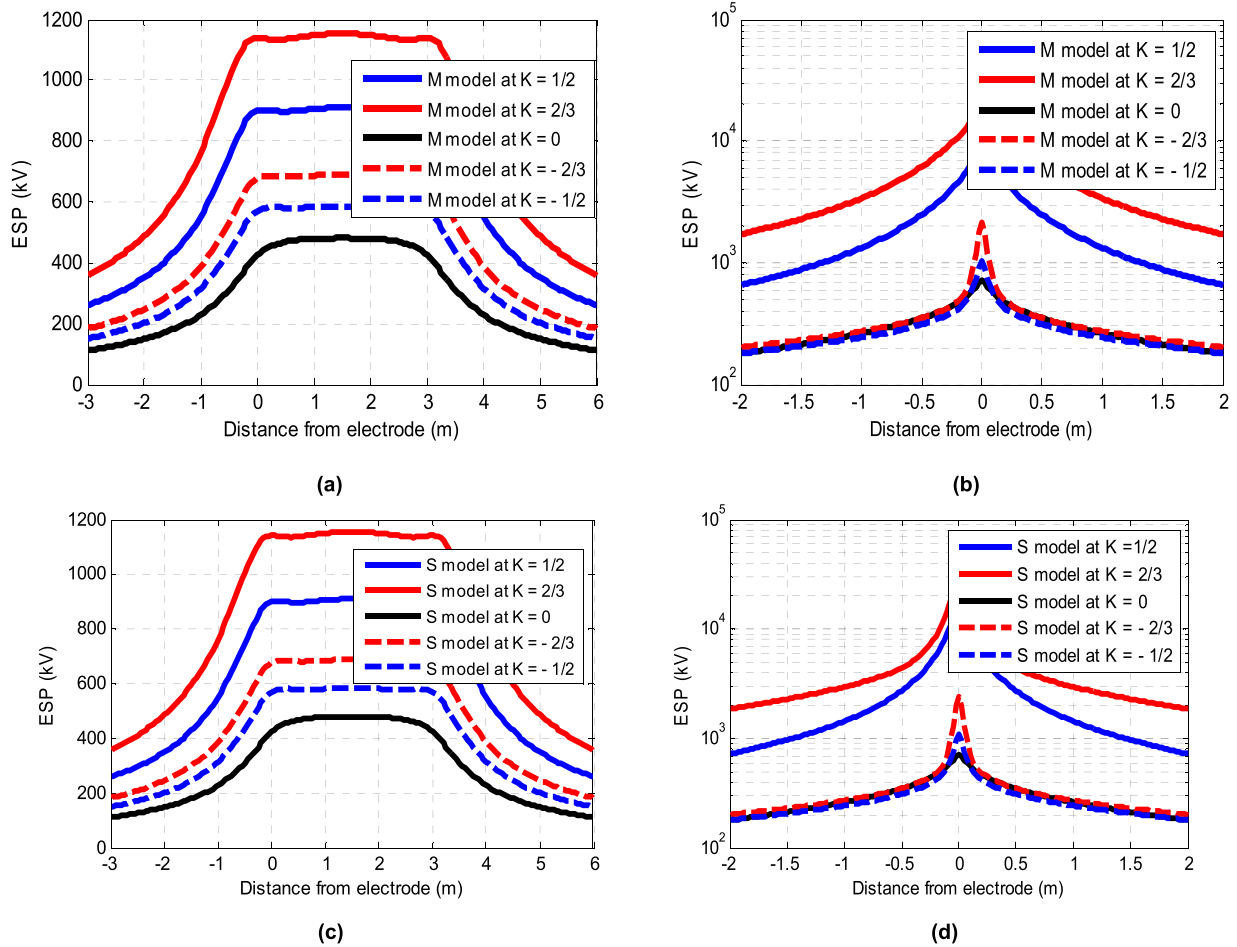 1200
1000
800
600
400
200
0
ESP (kV)
M model at K = 1/2
M model at K = 2/3
M model at K = 0
M model at K = - 2/3
M model at K = - 1/2
-3 -2 -1 0 1 2 3 4 5 6
Distance from electrode (m)
(a)
10^5
10^4
10^3
10^2
ESP (kV)
M model at K = 1/2
M model at K = 2/3
M model at K = 0
M model at K = - 2/3
M model at K = - 1/2
-2 -1.5 -1 -0.5 0 0.5 1 1.5 2
Distance from electrode (m)
(b)
1200
1000
800
600
400
200
0
ESP (kV)
S model at K = 1/2
S model at K = 2/3
S model at K = 0
S model at K = - 2/3
S model at K = - 1/2
-3 -2 -1 0 1 2 3 4 5 6
Distance from electrode (m)
(c)
10^5
10^4
10^3
10^2
ESP (kV)
S model at K =1/2
S model at K = 2/3
S model at K = 0
S model at K = - 2/3
S model at K = - 1/2
-2 -1.5 -1 -0.5 0 0.5 1 1.5 2
Distance from electrode (m)
(d)